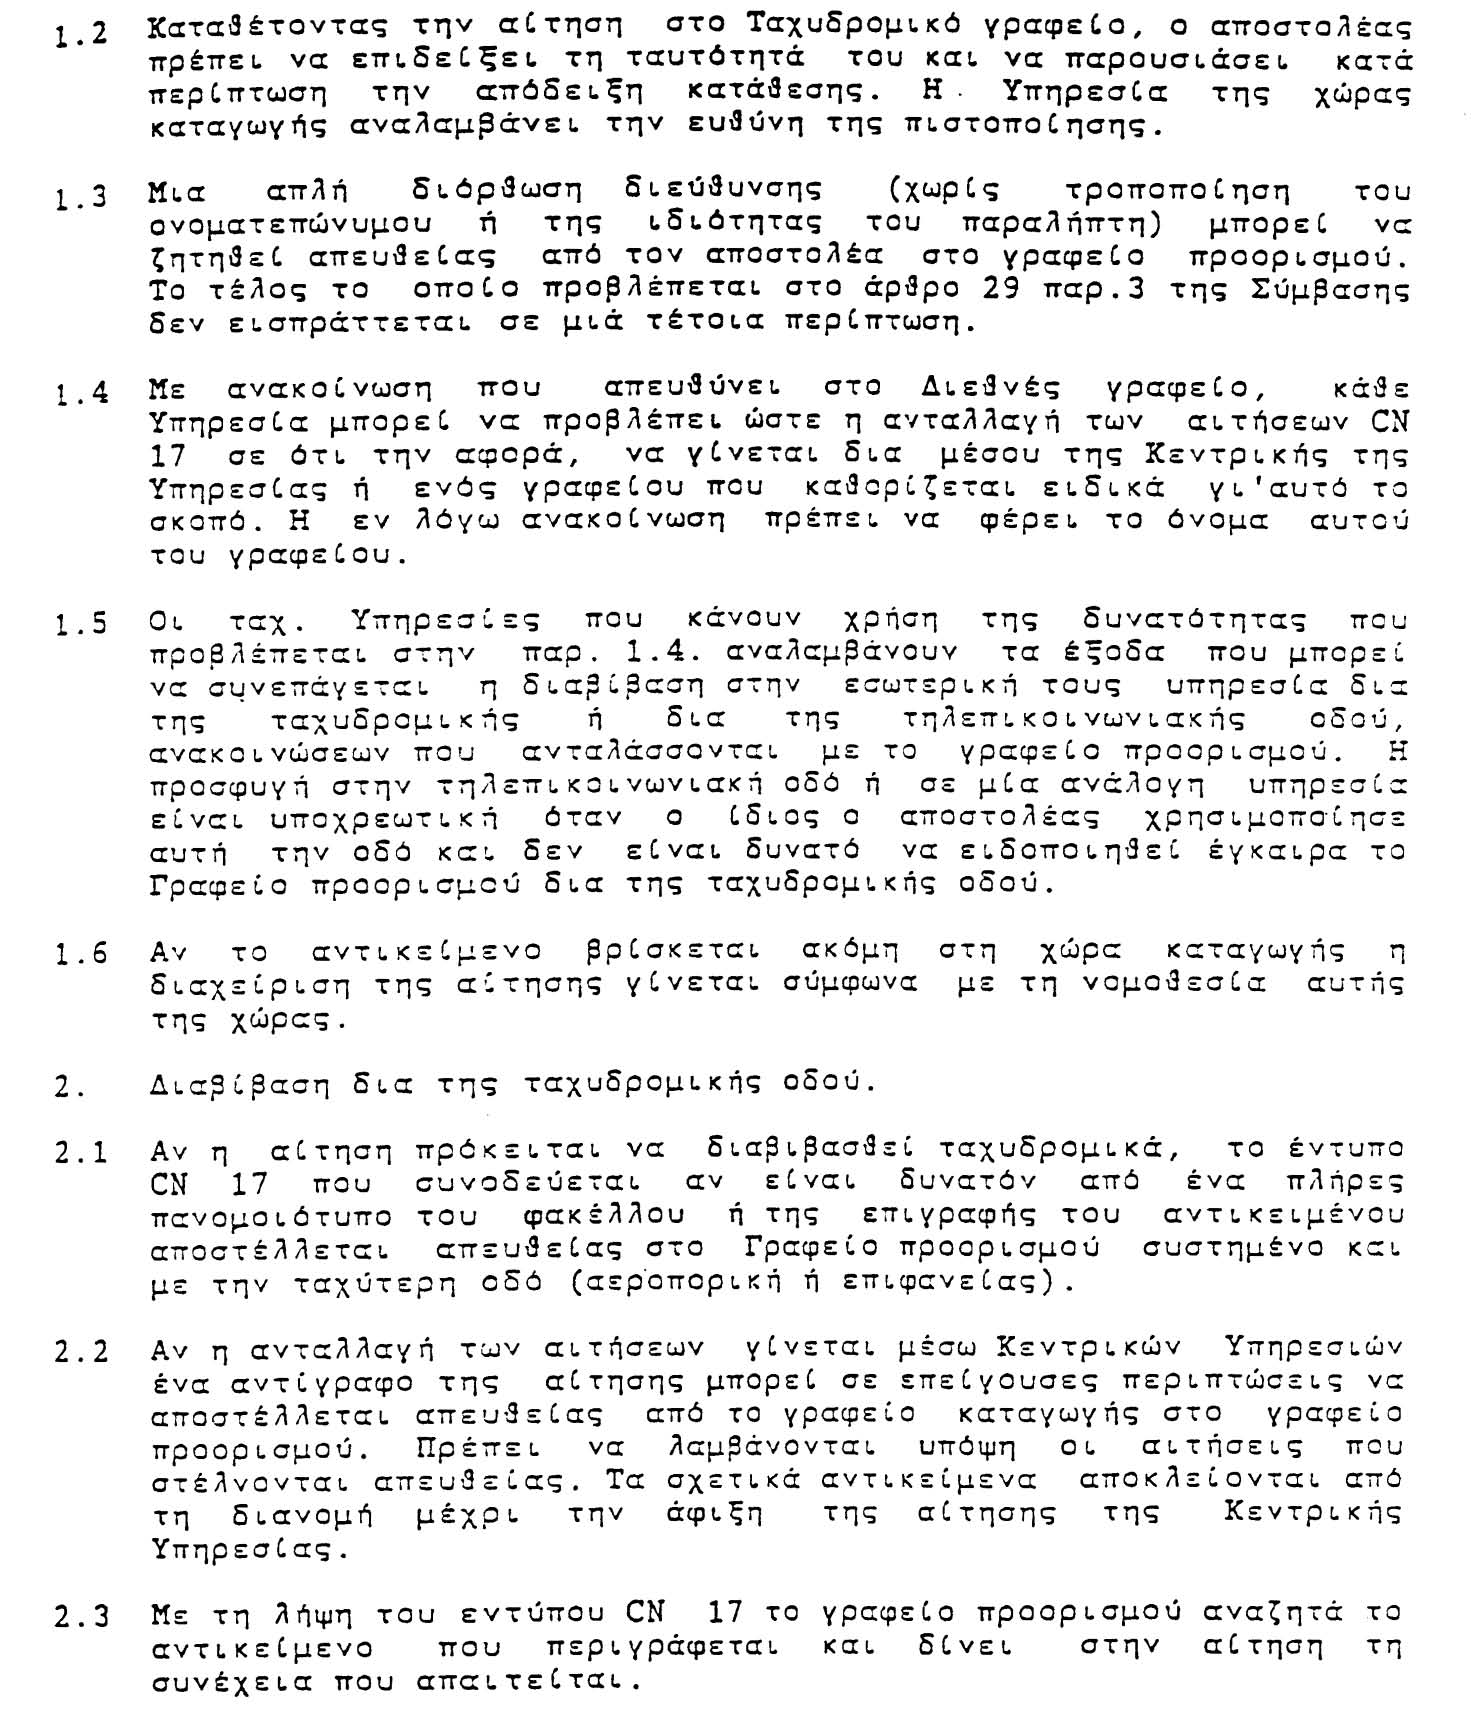 1.2 Καταθέτοντας την αίτηση στο Ταχυδρομικό γραφείο, ο αποστολέας
πρέπει να επιδείξει τη ταυτότητά του και να παρουσιάσει κατά
περίπτωση την απόδειξη κατάθεσης. Η Υπηρεσία της χώρας
καταγωγής αναλαμβάνει την ευθύνη της πιστοποίησης.
1.3 Μια απλή διόρθωση διεύθυνσης (χωρίς τροποποίηση του
ονοματεπώνυμου ή της ιδιότητας του παραλήπτη) μπορεί να
ζητηθεί απευθείας από τον αποστολέα στο γραφείο προορισμού.
Το τέλος το οποίο προβλέπεται στο άρθρο 29 παρ.3 της Σύμβασης
δεν εισπράττεται σε μιά τέτοια περίπτωση.
1.4 Με ανακοίνωση που απευθύνει στο Διεθνές γραφείο, κάθε
Υπηρεσία μπορεί να προβλέπει ώστε η ανταλλαγή των αιτήσεων CN
17 σε ότι την αφορά, να γίνεται δια μέσου της Κεντρικής της
Υπηρεσίας ή ενός γραφείου που καθορίζεται ειδικά γι'αυτό το
σκοπό. Η εν λόγω ανακοίνωση πρέπει να φέρει το όνομα αυτού
του γραφείου.
1.5 Οι ταχ. Υπηρεσίες που κάνουν χρήση της δυνατότητας που
προβλέπεται στην παρ. 1.4. αναλαμβάνουν τα έξοδα που μπορεί
να συνεπάγεται η διαβίβαση στην εσωτερική τους υπηρεσία δια
της ταχυδρομικής ή δια της τηλεπικοινωνιακής οδού,
ανακοινώσεων που ανταλάσσονται με το γραφείο προορισμού. Η
προσφυγή στην τηλεπικοινωνιακή οδό ή σε μία ανάλογη υπηρεσία
είναι υποχρεωτική όταν ο ίδιος ο αποστολέας χρησιμοποίησε
αυτή την οδό και δεν είναι δυνατό να ειδοποιηθεί έγκαιρα το
Γραφείο προορισμού δια της ταχυδρομικής οδού.
1.6 Αν το αντικείμενο βρίσκεται ακόμη στη χώρα καταγωγής η
διαχείριση της αίτησης γίνεται σύμφωνα με τη νομοθεσία αυτής
της χώρας.
2. Διαβίβαση δια της ταχυδρομικής οδού.
2.1 Αν η αίτηση πρόκειται να διαβιβασθεί ταχυδρομικά, το έντυπο
CN 17 που συνοδεύεται αν είναι δυνατόν από ένα πλήρες
πανομοιότυπο του φακέλλου ή της επιγραφής του αντικειμένου
αποστέλλεται απευθείας στο Γραφείο προορισμού συστημένο και
με την ταχύτερη οδό (αεροπορική ή επιφανείας).
2.2 Αν η ανταλλαγή των αιτήσεων γίνεται μέσω Κεντρικών Υπηρεσιών
ένα αντίγραφο της αίτησης μπορεί σε επείγουσες περιπτώσεις να
αποστέλλεται απευθείας από το γραφείο καταγωγής στο γραφείο
προορισμού. Πρέπει να λαμβάνονται υπόψη οι αιτήσεις που
στέλνονται απευθείας. Τα σχετικά αντικείμενα αποκλείονται από
τη διανομή μέχρι την άφιξη της αίτησης της Κεντρικής
Υπηρεσίας.
2.3 Με τη λήψη του εντύπου CN 17 το γραφείο προορισμού αναζητά το
αντικείμενο που περιγράφεται και δίνει στην αίτηση τη
συνέχεια που απαιτείται.